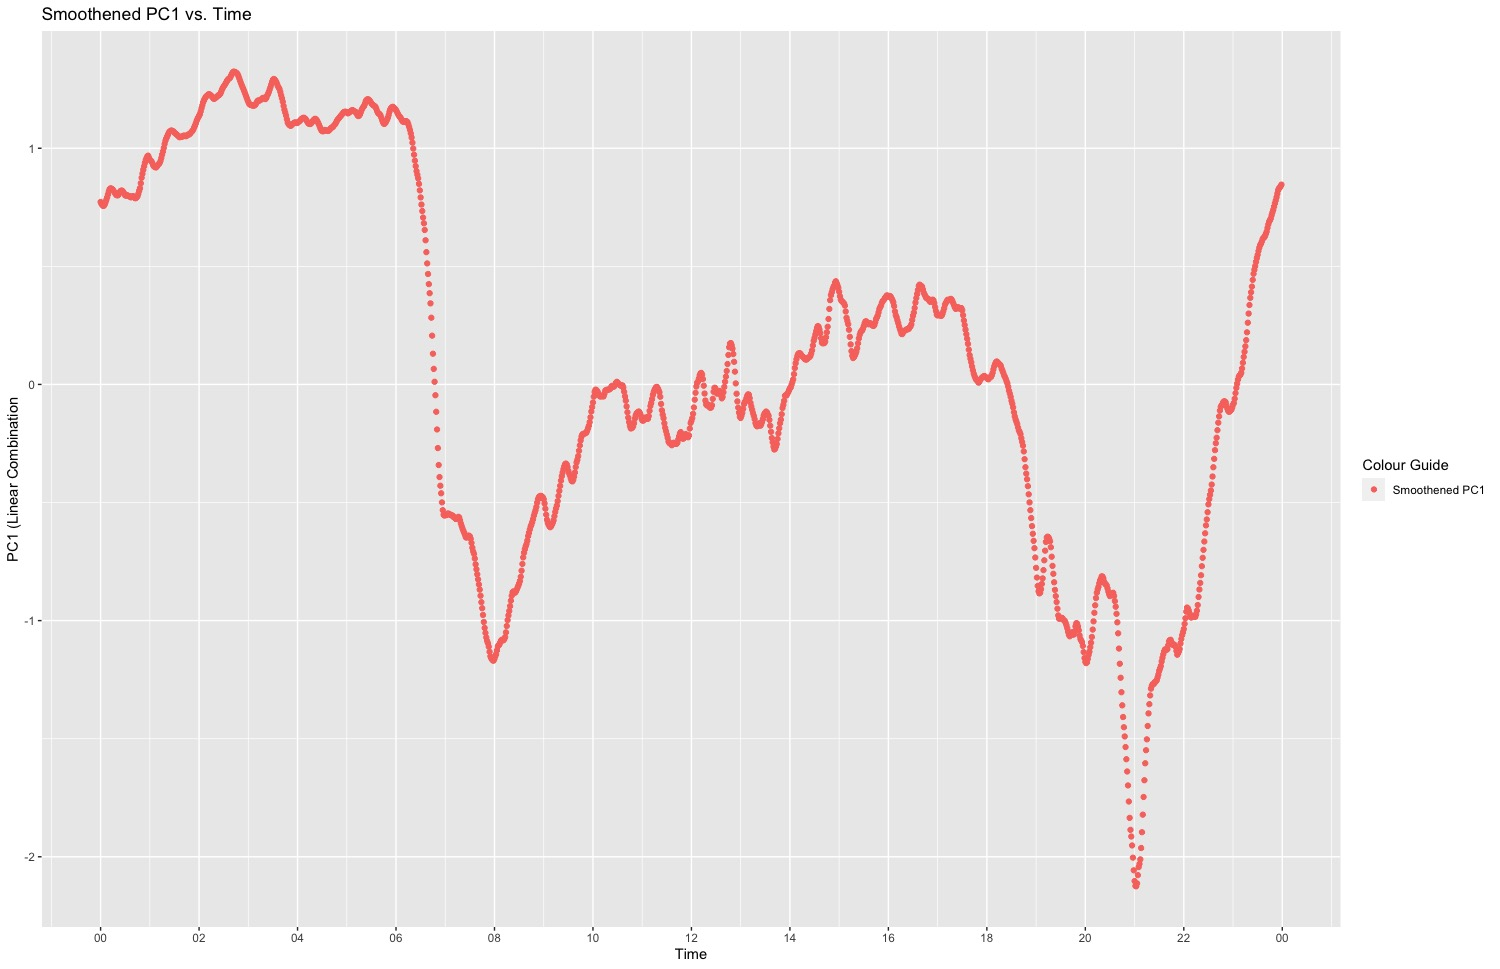 Smoothened PC1 vs. Time
PC1 (Linear Combination)
1
0
-1
-2
00 02 04 06 08 10 12 14 16 18 20 22 00
Time
Colour Guide
Smoothened PC1